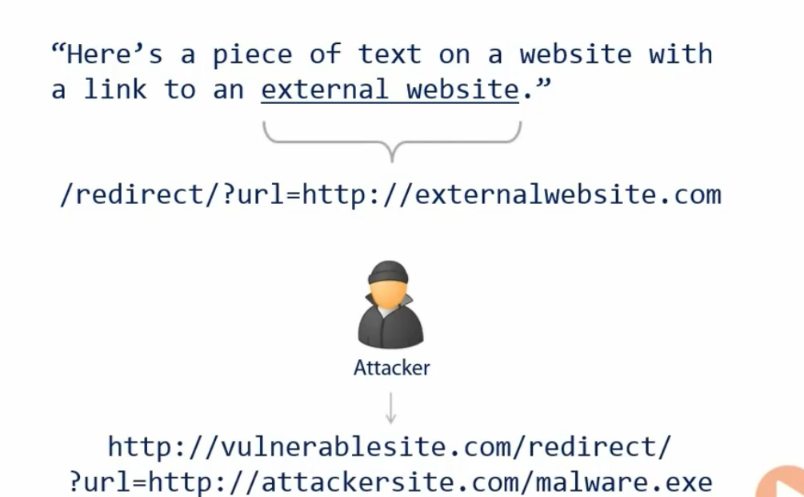 “Here’s a piece of text on a website with
a link to an external website.”
/redirect/?url=http://externalwebsite.com
Attacker
http://vulnerablesite.com/redirect/
?url=http://attackersite.com/malware.exe